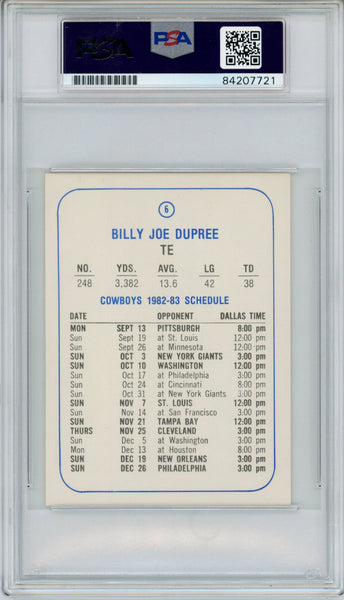 PSA
PSA
84207721
6
BILLY JOE DUPREE
TE
NO. YDS. AVG. LG TD
248 3,382 13.6 42 38
COWBOYS 1982-83 SCHEDULE
DATE OPPONENT DALLAS TIME
MON SEPT 13 PITTSBURGH 8:00 pm
Sun Sept 19 at St. Louis 12:00 pm
Sun Sept 26 at Minnesota 12:00 pm
SUN OCT 3 NEW YORK GIANTS 3:00 pm
SUN OCT 10 WASHINGTON 12:00 pm
Sun Oct 17 at Philadelphia 3:00 pm
Sun Oct 24 at Cincinnati 8:00 pm
Sun Oct 31 at New York Giants 3:00 pm
SUN NOV 7 ST. LOUIS 12:00 pm
Sun Nov 14 at San Francisco 3:00 pm
SUN NOV 21 TAMPA BAY 12:00 pm
THURS NOV 25 CLEVELAND 3:00 pm
Sun Dec 5 at Washington 3:00 pm
Mon Dec 13 at Houston 8:00 pm
SUN DEC 19 NEW ORLEANS 3:00 pm
SUN DEC 26 PHILADELPHIA 3:00 pm